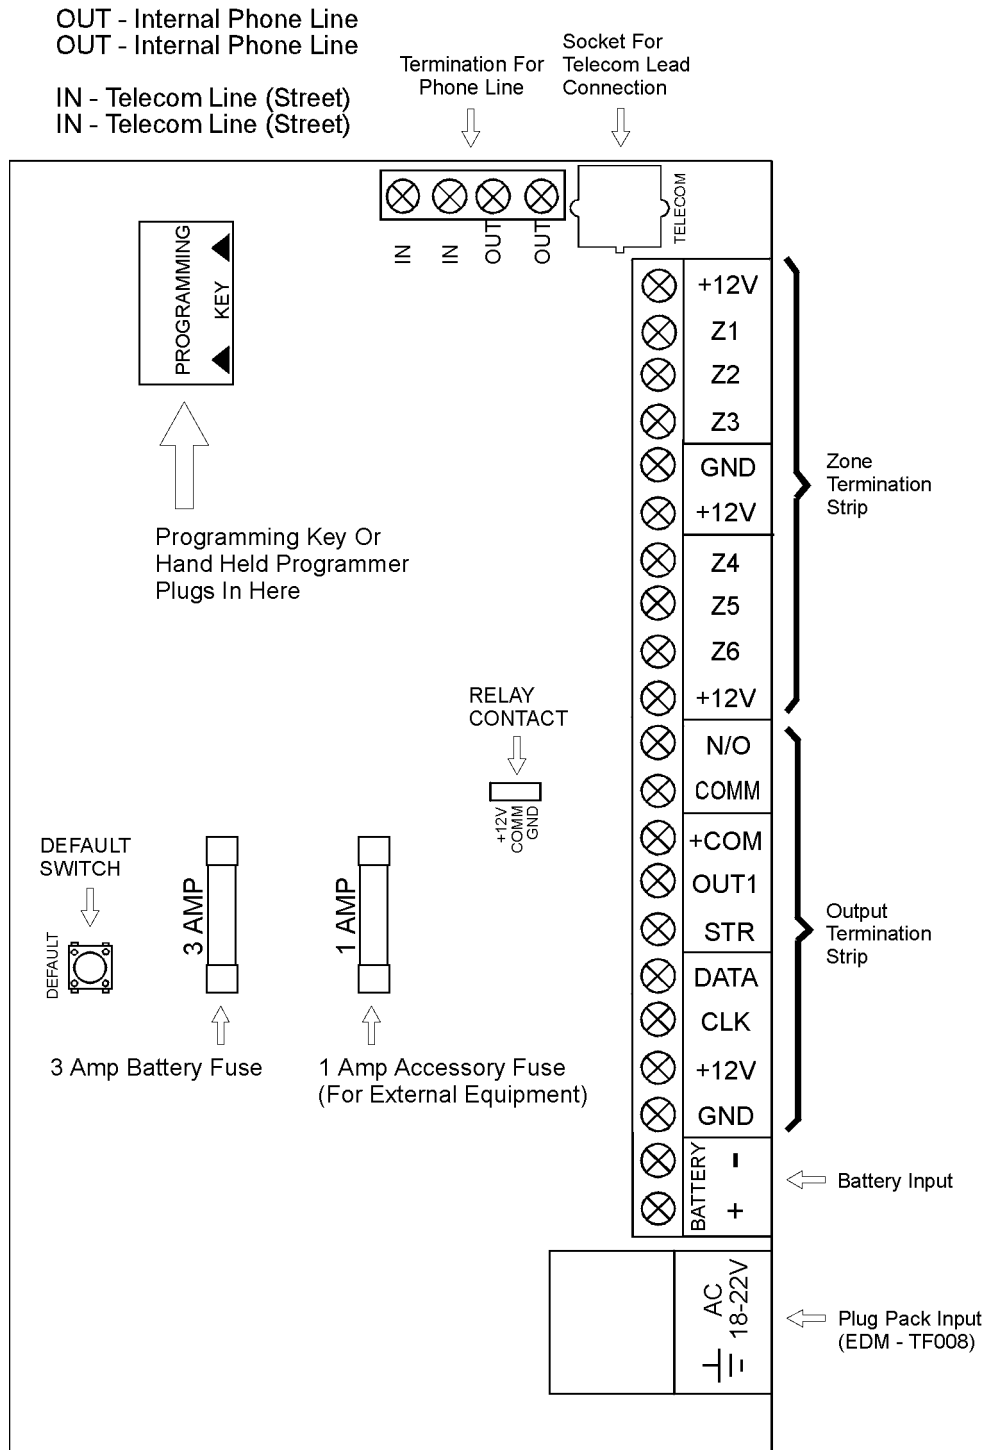 OUT - Internal Phone Line
OUT - Internal Phone Line
IN - Telecom Line (Street)
IN - Telecom Line (Street)
Termination For
Phone Line
Socket For
Telecom Lead
Connection
IN
IN
OUT
OUT
TELECOM
PROGRAMMING
KEY
Programming Key Or
Hand Held Programmer
Plugs In Here
+12V
Z1
Z2
Z3
GND
+12V
Z4
Z5
Z6
+12V
Zone
Termination
Strip
RELAY
CONTACT
+12V
COMM
GND
N/O
COMM
+COM
OUT1
STR
DATA
CLK
+12V
GND
Output
Termination
Strip
DEFAULT
SWITCH
DEFAULT
3 AMP
1 AMP
3 Amp Battery Fuse
1 Amp Accessory Fuse
(For External Equipment)
BATTERY
-
+
Battery Input
AC
18-22V
Plug Pack Input
(EDM - TF008)